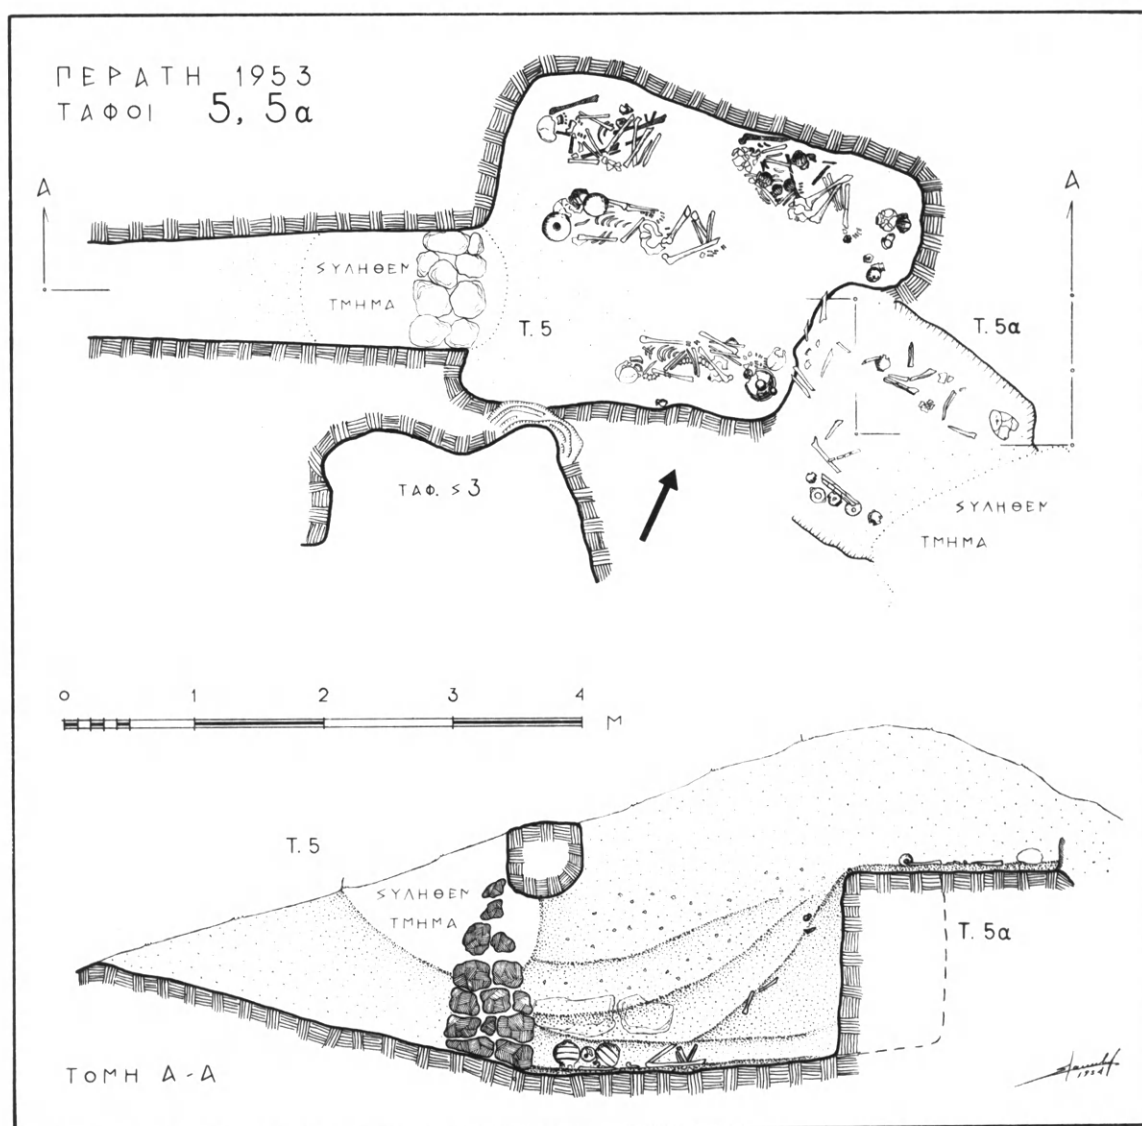 ΠΕΡΑΤΗ 1953
ΤΑΦΟΙ 5, 5α
Α
Α
ΣΥΛΗΘΕΝ
ΤΜΗΜΑ
Τ. 5
Τ. 5α
ΤΑΦ. Σ 3
ΣΥΛΗΘΕΝ
ΤΜΗΜΑ
0 1 2 3 4 Μ
Τ. 5
ΣΥΛΗΘΕΝ
ΤΜΗΜΑ
Τ. 5α
ΤΟΜΗ Α-Α